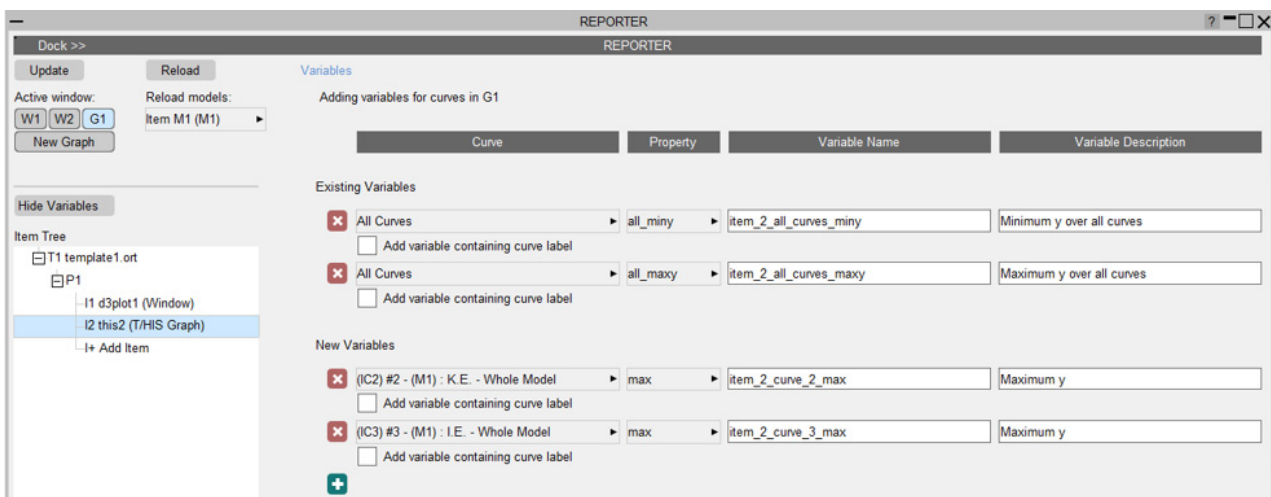 REPORTER
?
Dock >> REPORTER
Update Reload Variables
Active window: Reload models: Adding variables for curves in G1
W1 W2 G1 Item M1 (M1)
New Graph Curve Property Variable Name Variable Description
Existing Variables
Hide Variables
All Curves all_miny item_2_all_curves_miny Minimum y over all curves
Item Tree Add variable containing curve label
T1 template1.ort
All Curves all_maxy item_2_all_curves_maxy Maximum y over all curves
P1
Add variable containing curve label
I1 d3plot1 (Window)
I2 this2 (T/HIS Graph)
I+ Add Item New Variables
(IC2) #2 - (M1) : K.E. - Whole Model max item_2_curve_2_max Maximum y
Add variable containing curve label
(IC3) #3 - (M1) : I.E. - Whole Model max item_2_curve_3_max Maximum y
Add variable containing curve label